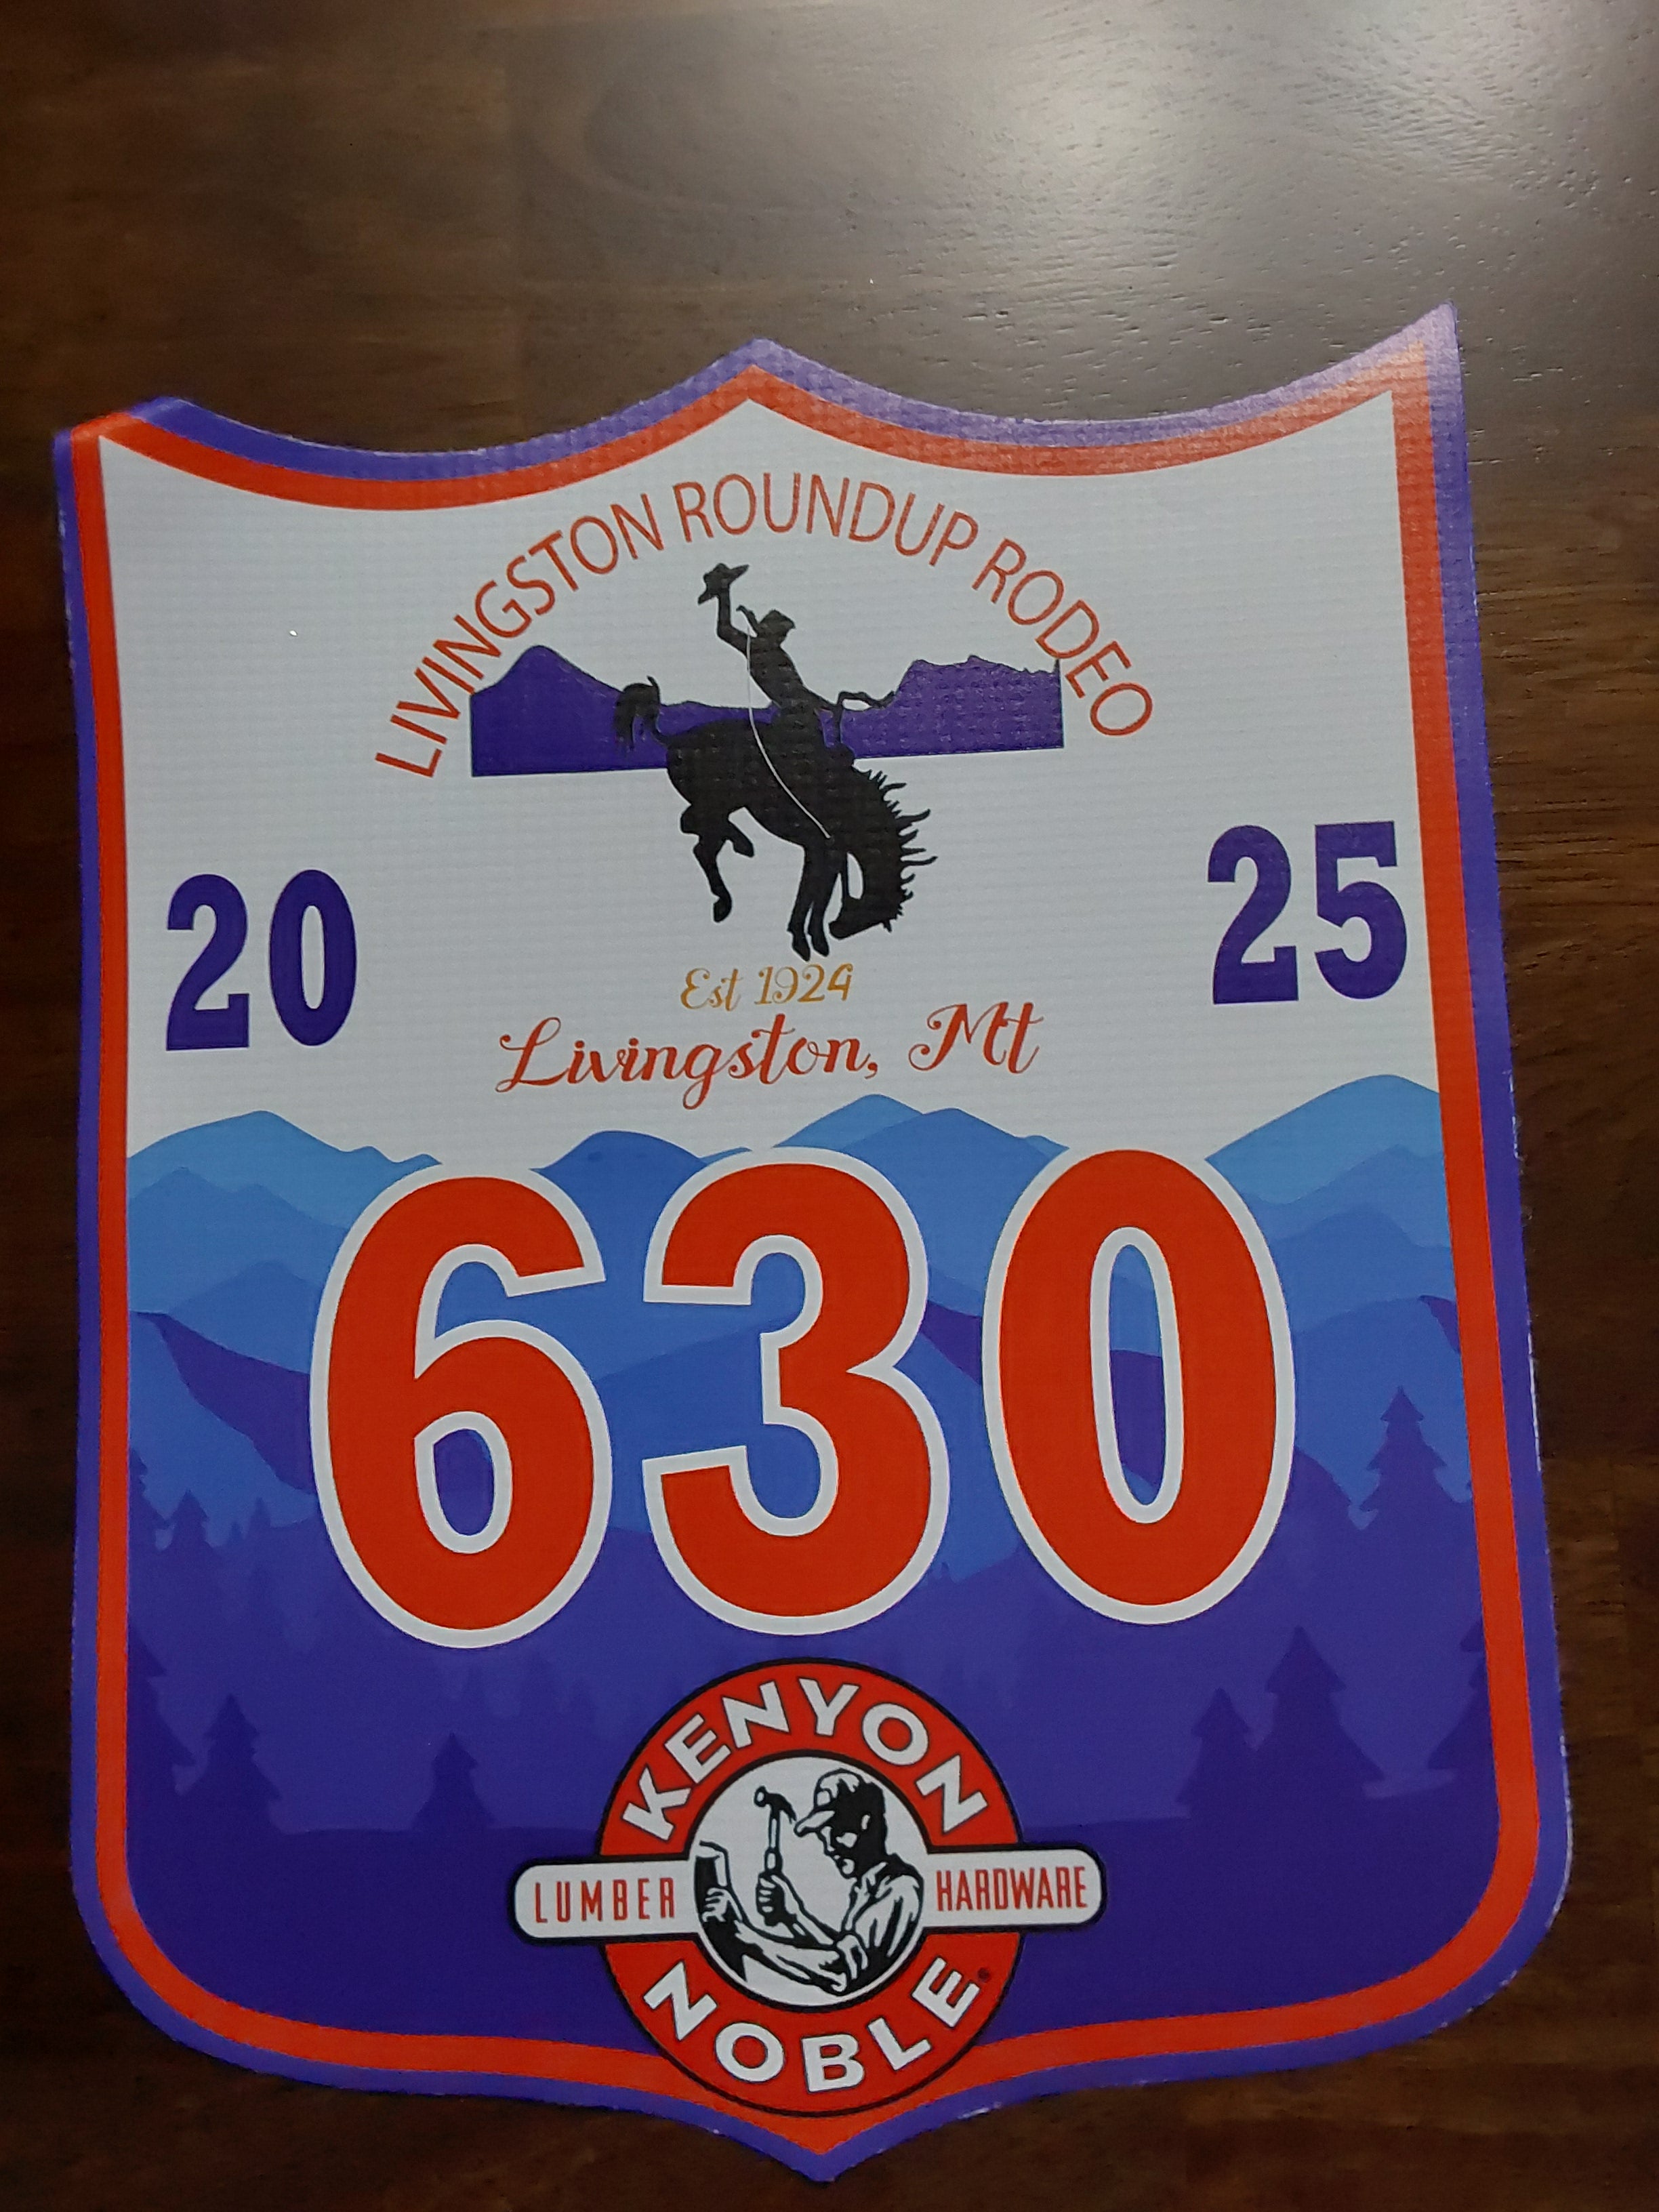 LIVINGSTON ROUNDUP RODEO
20 25
Est 1924
Livingston, Mt
630
KENYON
LUMBER HARDWARE
NOBLE